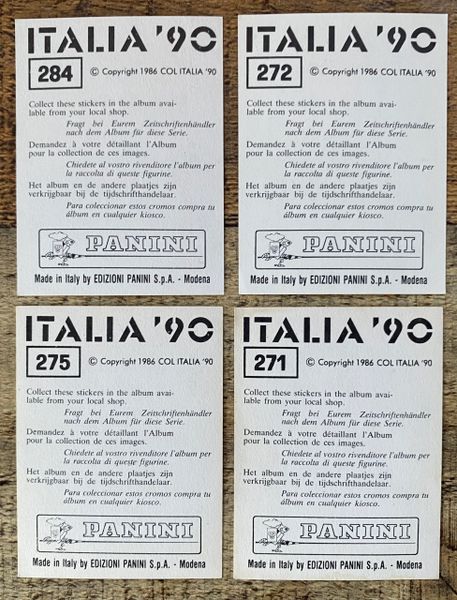 ITALIA '90
284 © Copyright 1986 COL ITALIA '90
Collect these stickers in the album avai-
lable from your local shop.
Fragt bei Eurem Zeitschriftenhändler
nach dem Album für diese Serie.
Demandez à votre détaillant l'Album
pour la collection de ces images.
Chiedete al vostro rivenditore l'album per
la raccolta di queste figurine.
Het album en de andere plaatjes zijn
verkrijgbaar bij de tijdschrifthandelaar.
Para coleccionar estos cromos compra tu
álbum en cualquier kiosco.
PANINI
Made in Italy by EDIZIONI PANINI S.p.A. - Modena
ITALIA '90
272 © Copyright 1986 COL ITALIA '90
Collect these stickers in the album avai-
lable from your local shop.
Fragt bei Eurem Zeitschriftenhändler
nach dem Album für diese Serie.
Demandez à votre détaillant l'Album
pour la collection de ces images.
Chiedete al vostro rivenditore l'album per
la raccolta di queste figurine.
Het album en de andere plaatjes zijn
verkrijgbaar bij de tijdschrifthandelaar.
Para coleccionar estos cromos compra tu
álbum en cualquier kiosco.
PANINI
Made in Italy by EDIZIONI PANINI S.p.A. - Modena
ITALIA '90
275 © Copyright 1986 COL ITALIA '90
Collect these stickers in the album avai-
lable from your local shop.
Fragt bei Eurem Zeitschriftenhändler
nach dem Album für diese Serie.
Demandez à votre détaillant l'Album
pour la collection de ces images.
Chiedete al vostro rivenditore l'album per
la raccolta di queste figurine.
Het album en de andere plaatjes zijn
verkrijgbaar bij de tijdschrifthandelaar.
Para coleccionar estos cromos compra tu
álbum en cualquier kiosco.
PANINI
Made in Italy by EDIZIONI PANINI S.p.A. - Modena
ITALIA '90
271 © Copyright 1986 COL ITALIA '90
Collect these stickers in the album avai-
lable from your local shop.
Fragt bei Eurem Zeitschriftenhändler
nach dem Album für diese Serie.
Demandez à votre détaillant l'Album
pour la collection de ces images.
Chiedete al vostro rivenditore l'album per
la raccolta di queste figurine.
Het album en de andere plaatjes zijn
verkrijgbaar bij de tijdschrifthandelaar.
Para coleccionar estos cromos compra tu
álbum en cualquier kiosco.
PANINI
Made in Italy by EDIZIONI PANINI S.p.A. - Modena